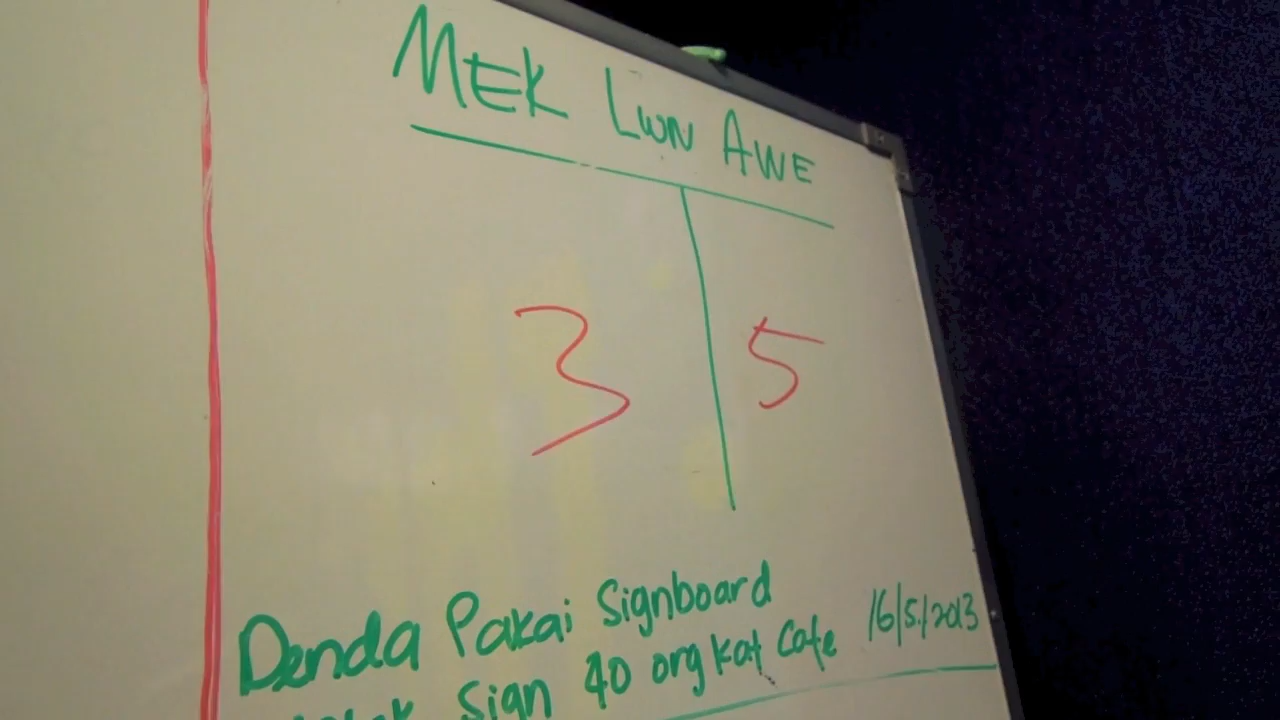 MEK LWN AWE
3 5
Denda Pakai Signboard
sign 40 org kat Cafe 16/5/2013